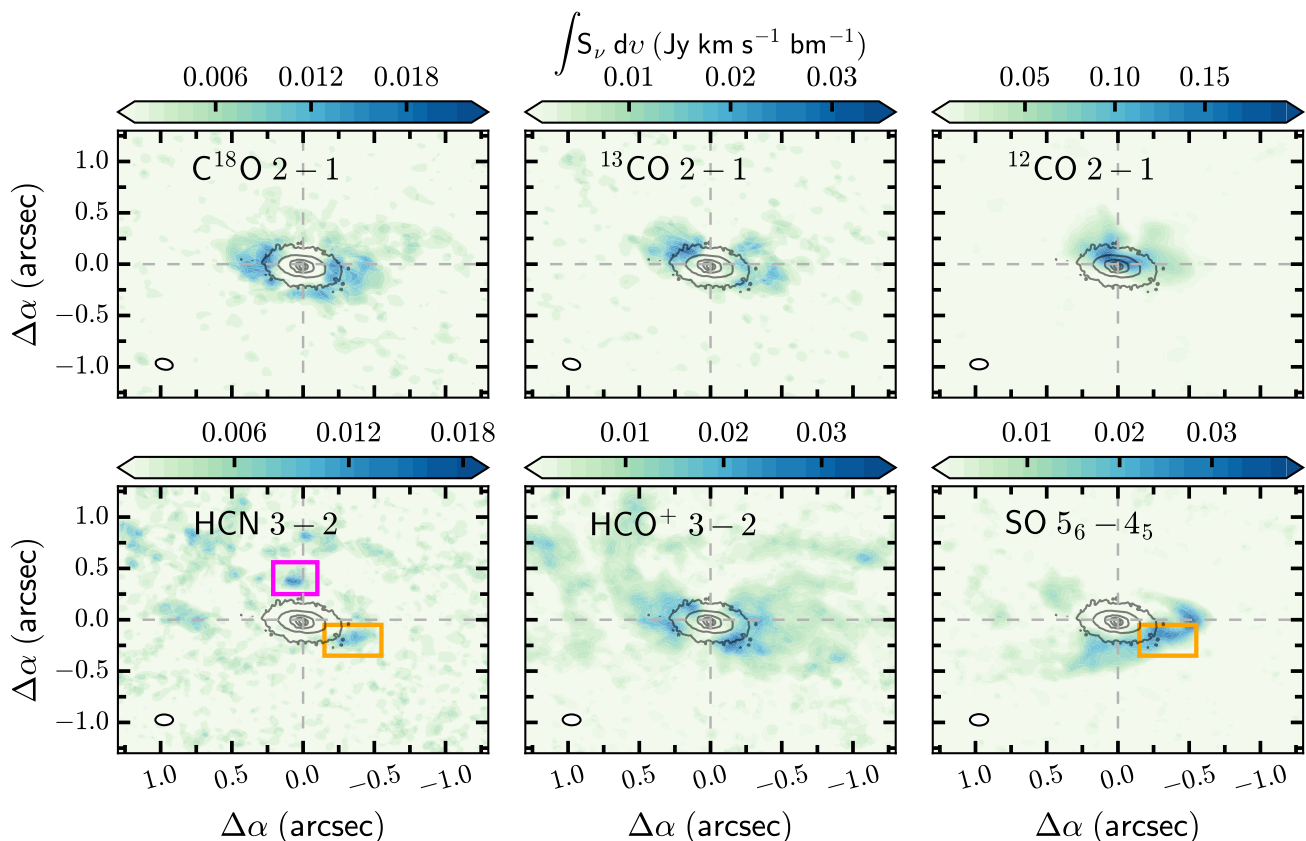 ∫S_ν dυ (Jy km s⁻¹ bm⁻¹)
0.006 0.012 0.018
0.01 0.02 0.03
0.05 0.10 0.15
C¹⁸O 2 − 1
¹³CO 2 − 1
¹²CO 2 − 1
1.0
0.5
0.0
−0.5
−1.0
Δα (arcsec)
0.006 0.012 0.018
0.01 0.02 0.03
0.01 0.02 0.03
HCN 3 − 2
HCO⁺ 3 − 2
SO 5₆ − 4₅
1.0
0.5
0.0
−0.5
−1.0
Δα (arcsec)
1.0 0.5 0.0 −0.5 −1.0
1.0 0.5 0.0 −0.5 −1.0
1.0 0.5 0.0 −0.5 −1.0
Δα (arcsec)
Δα (arcsec)
Δα (arcsec)